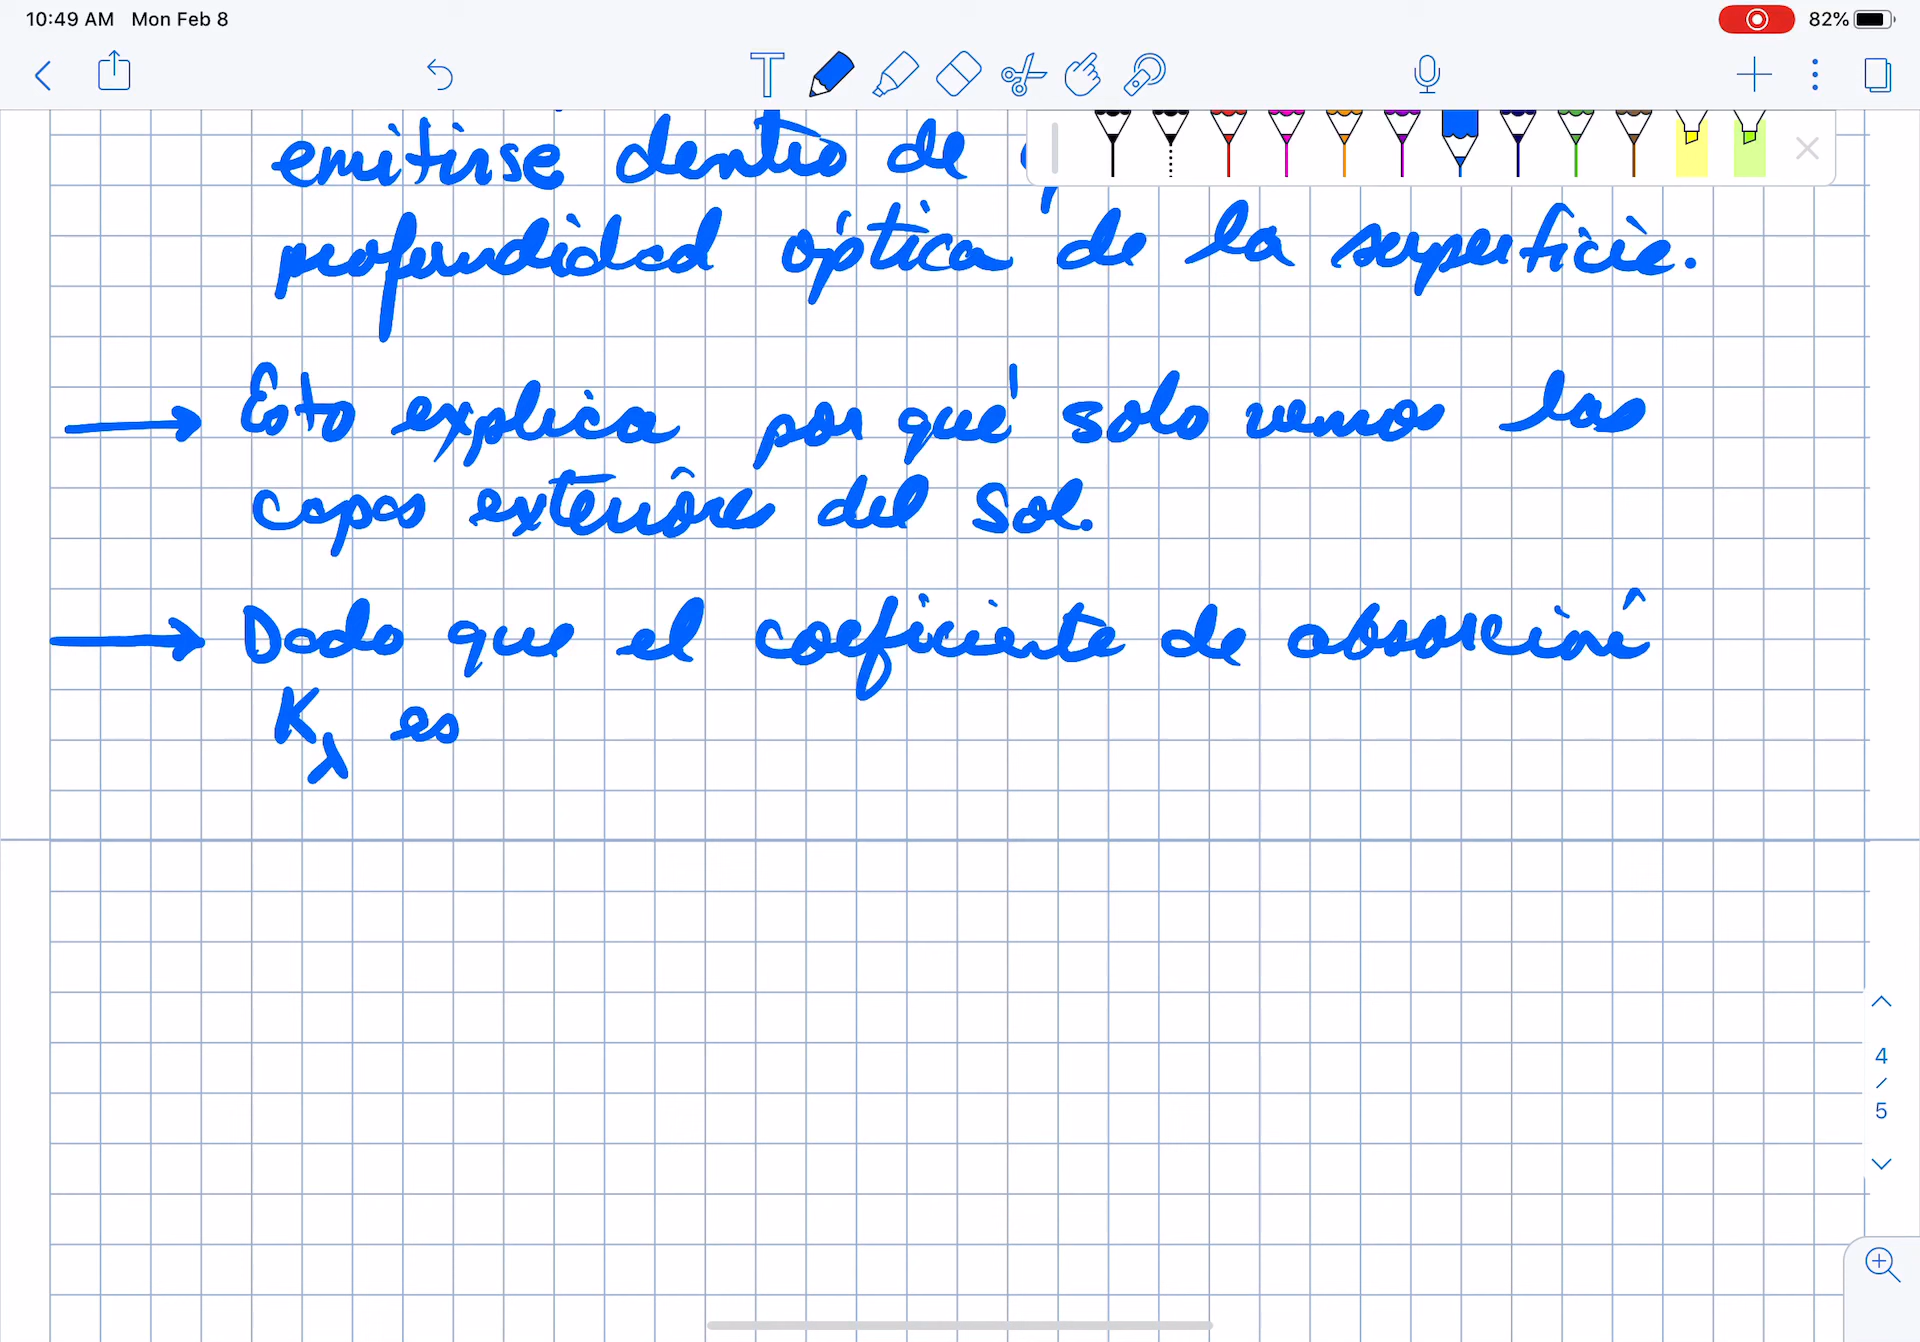 10:49 AM Mon Feb 8
82%
emitirse dentro de
profundidad óptica de la superficie.
→ Esto explica por qué solo vemos las
capas exteriores del Sol.
→ Dado que el coeficiente de absorción
K_λ es
4
/
5